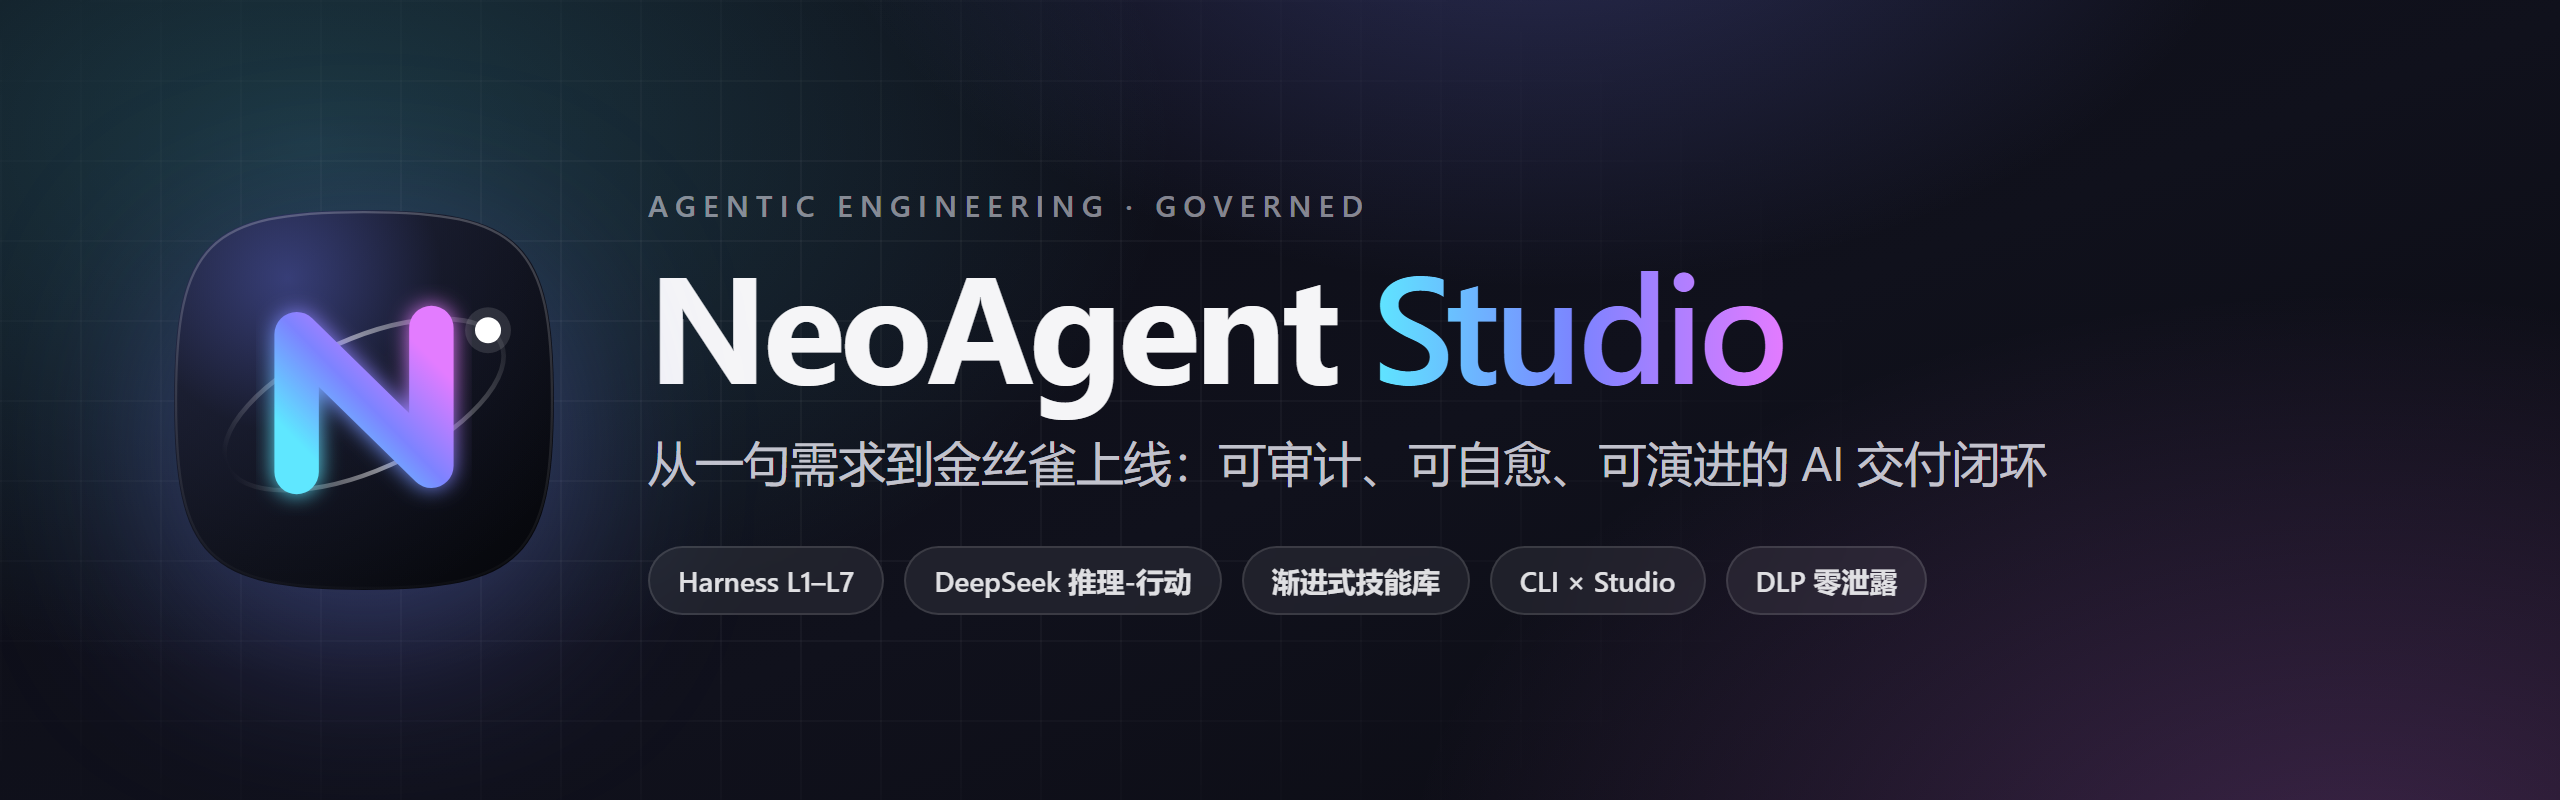 AGENTIC ENGINEERING · GOVERNED
NeoAgent Studio
从一句需求到金丝雀上线：可审计、可自愈、可演进的 AI 交付闭环
Harness L1–L7
DeepSeek 推理-行动
渐进式技能库
CLI × Studio
DLP 零泄露
N